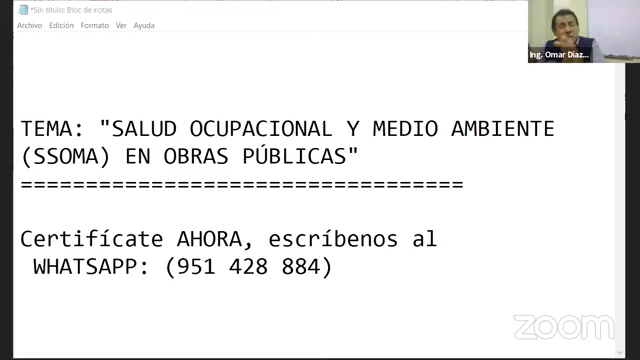 *Sin título: Bloc de notas
Archivo Edición Formato Ver Ayuda
Ing. Omar Diaz...
TEMA: "SALUD OCUPACIONAL Y MEDIO AMBIENTE
(SSOMA) EN OBRAS PÚBLICAS"
==================================
Certifícate AHORA, escríbenos al
WHATSAPP: (951 428 884)
zoom